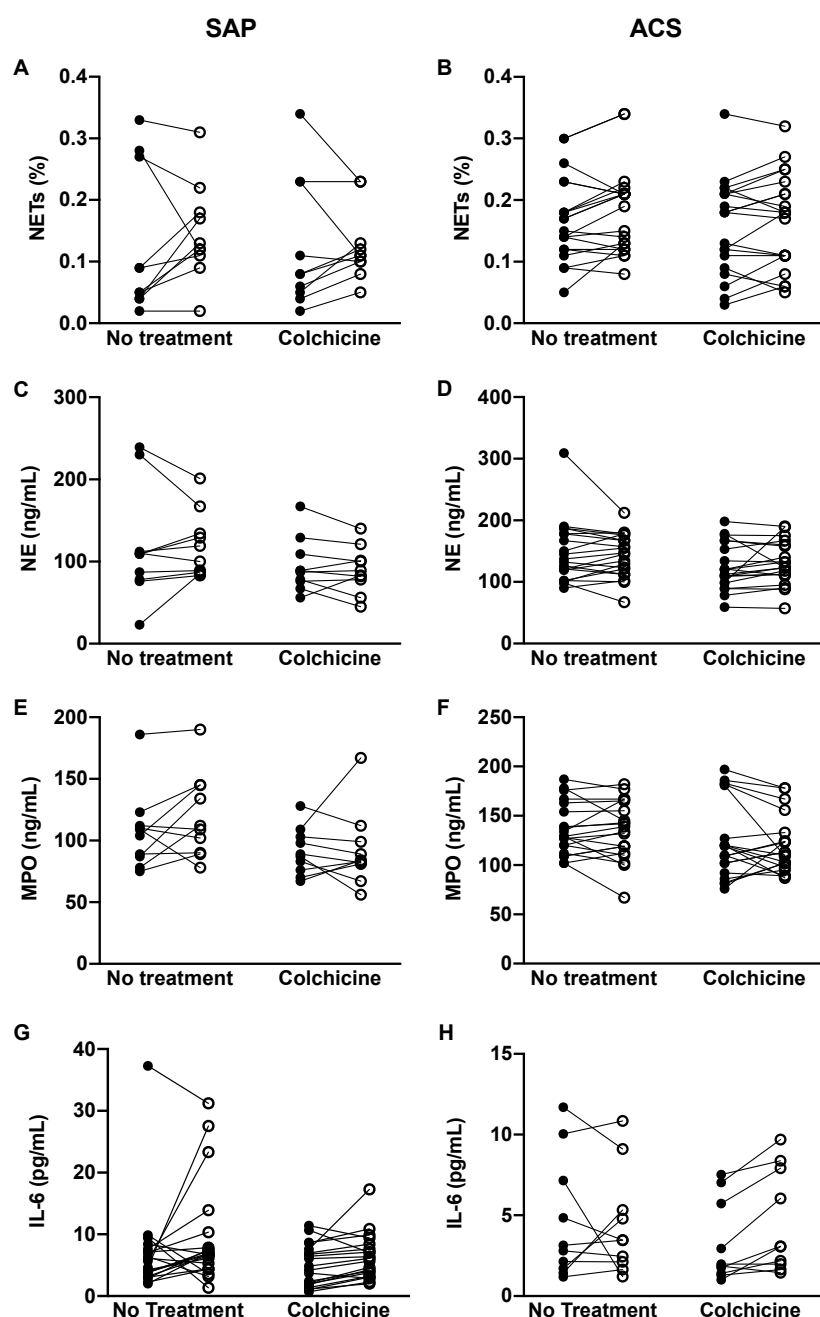 SAP
ACS
A
NETs (%)
0.4
0.3
0.2
0.1
0.0
No treatment
Colchicine
B
NETs (%)
0.4
0.3
0.2
0.1
0.0
No treatment
Colchicine
C
NE (ng/mL)
300
200
100
0
No treatment
Colchicine
D
NE (ng/mL)
400
300
200
100
0
No treatment
Colchicine
E
MPO (ng/mL)
200
150
100
50
0
No treatment
Colchicine
F
MPO (ng/mL)
250
200
150
100
50
0
No treatment
Colchicine
G
IL-6 (pg/mL)
40
30
20
10
0
No Treatment
Colchicine
H
IL-6 (pg/mL)
15
10
5
0
No Treatment
Colchicine